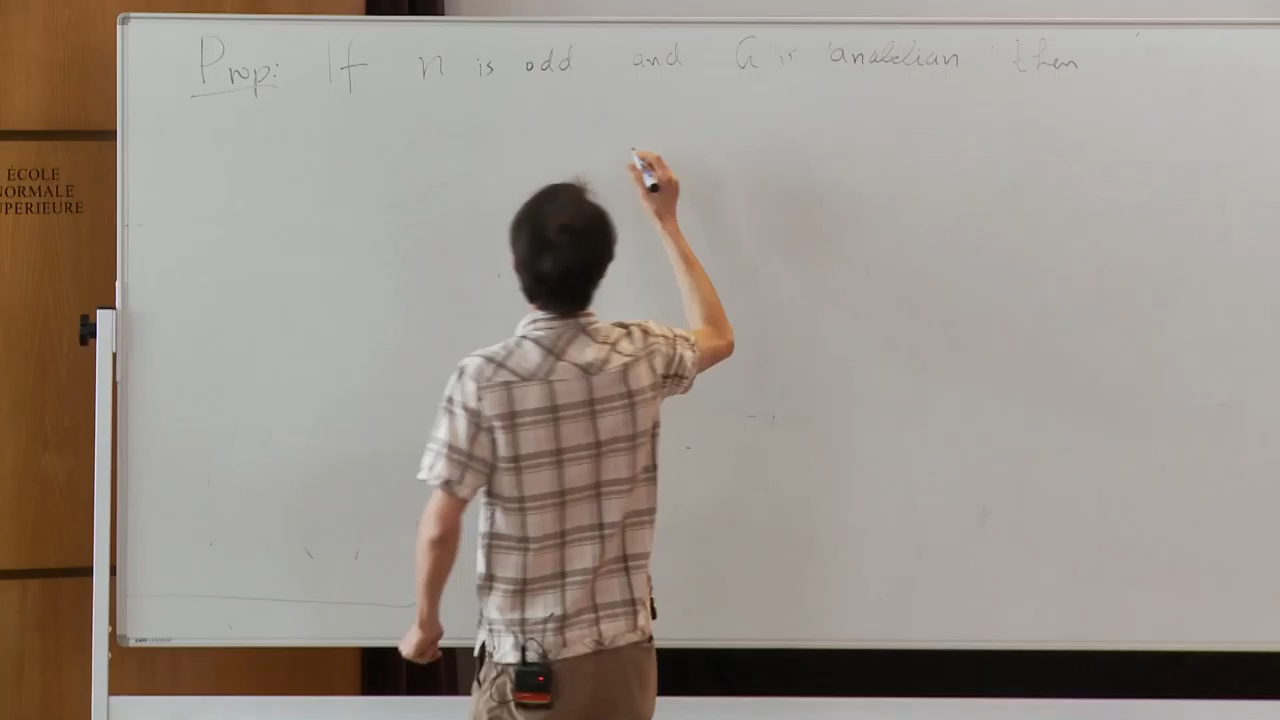 Prop: If n is odd and G is anabelian then
ÉCOLE
NORMALE
UPERIEURE